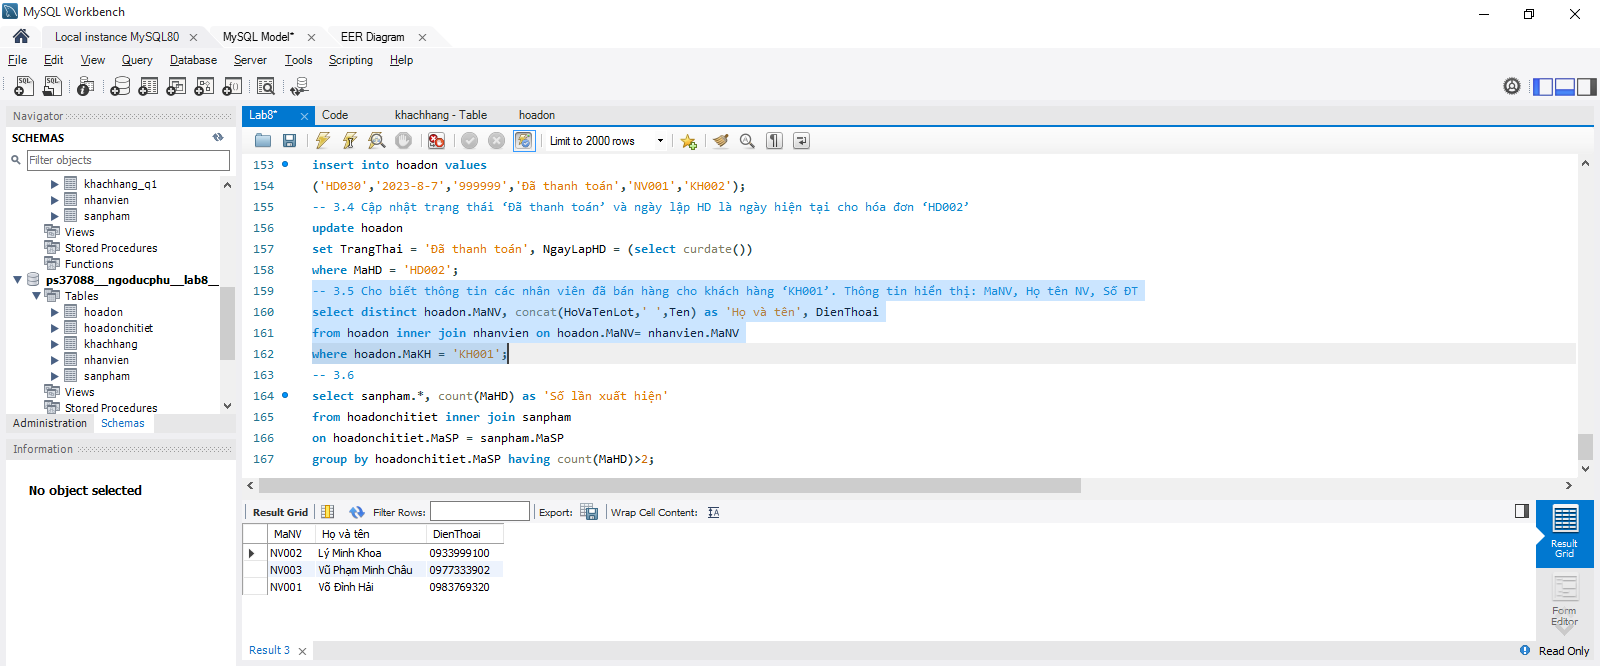 MySQL Workbench
Local instance MySQL80
MySQL Model*
EER Diagram
File Edit View Query Database Server Tools Scripting Help
Navigator
SCHEMAS
Filter objects
khachhang_q1
nhanvien
sanpham
Views
Stored Procedures
Functions
ps37088__ngoducphu__lab8__
Tables
hoadon
hoadonchitiet
khachhang
nhanvien
sanpham
Views
Stored Procedures
Administration Schemas
Information
No object selected
Lab8* Code khachhang - Table hoadon
Limit to 2000 rows
153 insert into hoadon values
154 ('HD030','2023-8-7','999999','Đã thanh toán','NV001','KH002');
155 -- 3.4 Cập nhật trạng thái ‘Đã thanh toán’ và ngày lập HD là ngày hiện tại cho hóa đơn ‘HD002’
156 update hoadon
157 set TrangThai = 'Đã thanh toán', NgayLapHD = (select curdate())
158 where MaHD = 'HD002';
159 -- 3.5 Cho biết thông tin các nhân viên đã bán hàng cho khách hàng ‘KH001’. Thông tin hiển thị: MaNV, Họ tên NV, Số ĐT
160 select distinct hoadon.MaNV, concat(HoVaTenLot,' ',Ten) as 'Họ và tên', DienThoai
161 from hoadon inner join nhanvien on hoadon.MaNV= nhanvien.MaNV
162 where hoadon.MaKH = 'KH001';
163 -- 3.6
164 select sanpham.*, count(MaHD) as 'Số lần xuất hiện'
165 from hoadonchitiet inner join sanpham
166 on hoadonchitiet.MaSP = sanpham.MaSP
167 group by hoadonchitiet.MaSP having count(MaHD)>2;
Result Grid Filter Rows: Export: Wrap Cell Content:
MaNV Họ và tên DienThoai
NV002 Lý Minh Khoa 0933999100
NV003 Vũ Phạm Minh Châu 0977333902
NV001 Võ Đình Hải 0983769320
Result Grid
Form Editor
Result 3
Read Only